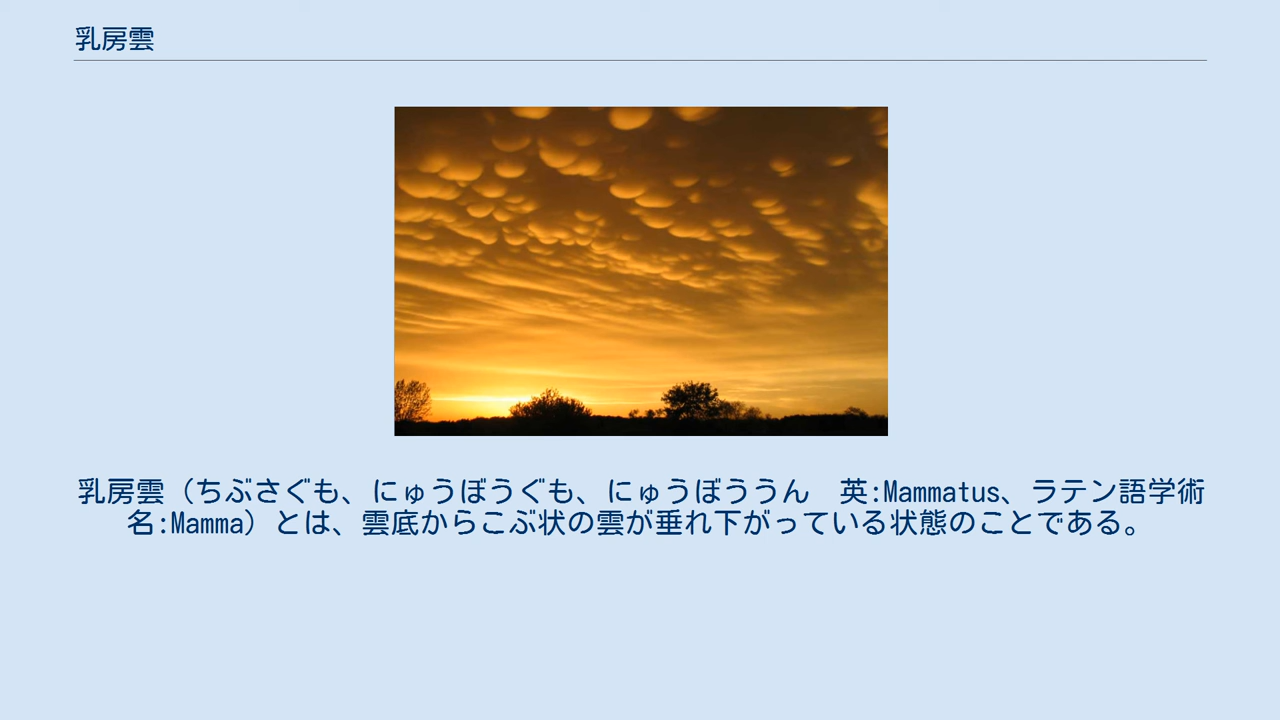 乳房雲
乳房雲（ちぶさぐも、にゅうぼうぐも、にゅうぼううん　英:Mammatus、ラテン語学術
名:Mamma）とは、雲底からこぶ状の雲が垂れ下がっている状態のことである。